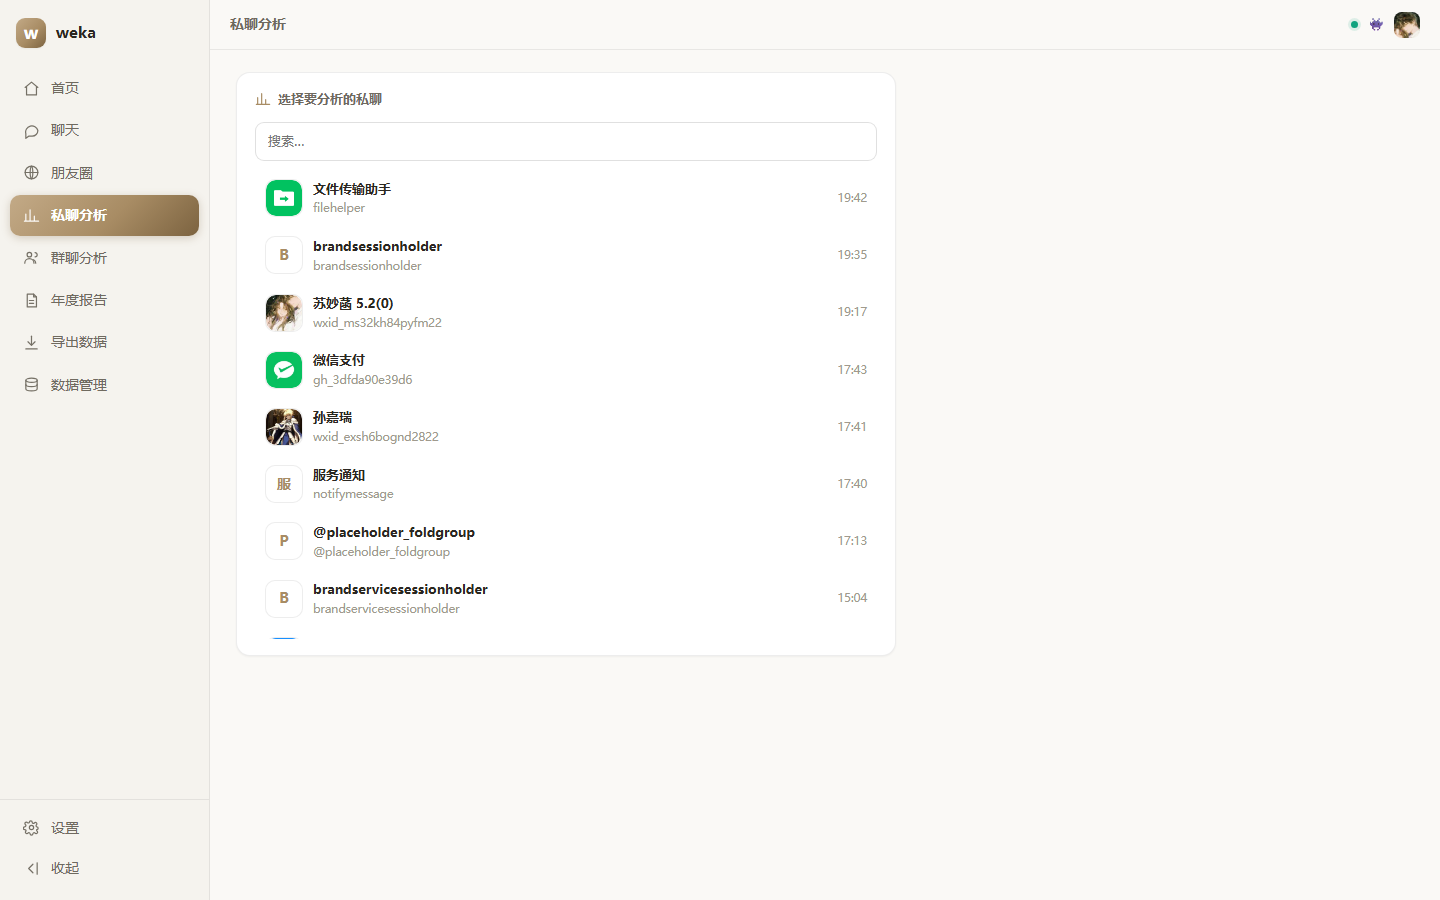 w weka
首页
聊天
朋友圈
私聊分析
群聊分析
年度报告
导出数据
数据管理
设置
收起
私聊分析
选择要分析的私聊
搜索...
文件传输助手
filehelper
19:42
B
brandsessionholder
brandsessionholder
19:35
苏妙菡 5.2(0)
wxid_ms32kh84pyfm22
19:17
微信支付
gh_3dfda90e39d6
17:43
孙嘉瑞
wxid_exsh6bognd2822
17:41
服
服务通知
notifymessage
17:40
P
@placeholder_foldgroup
@placeholder_foldgroup
17:13
B
brandservicesessionholder
brandservicesessionholder
15:04